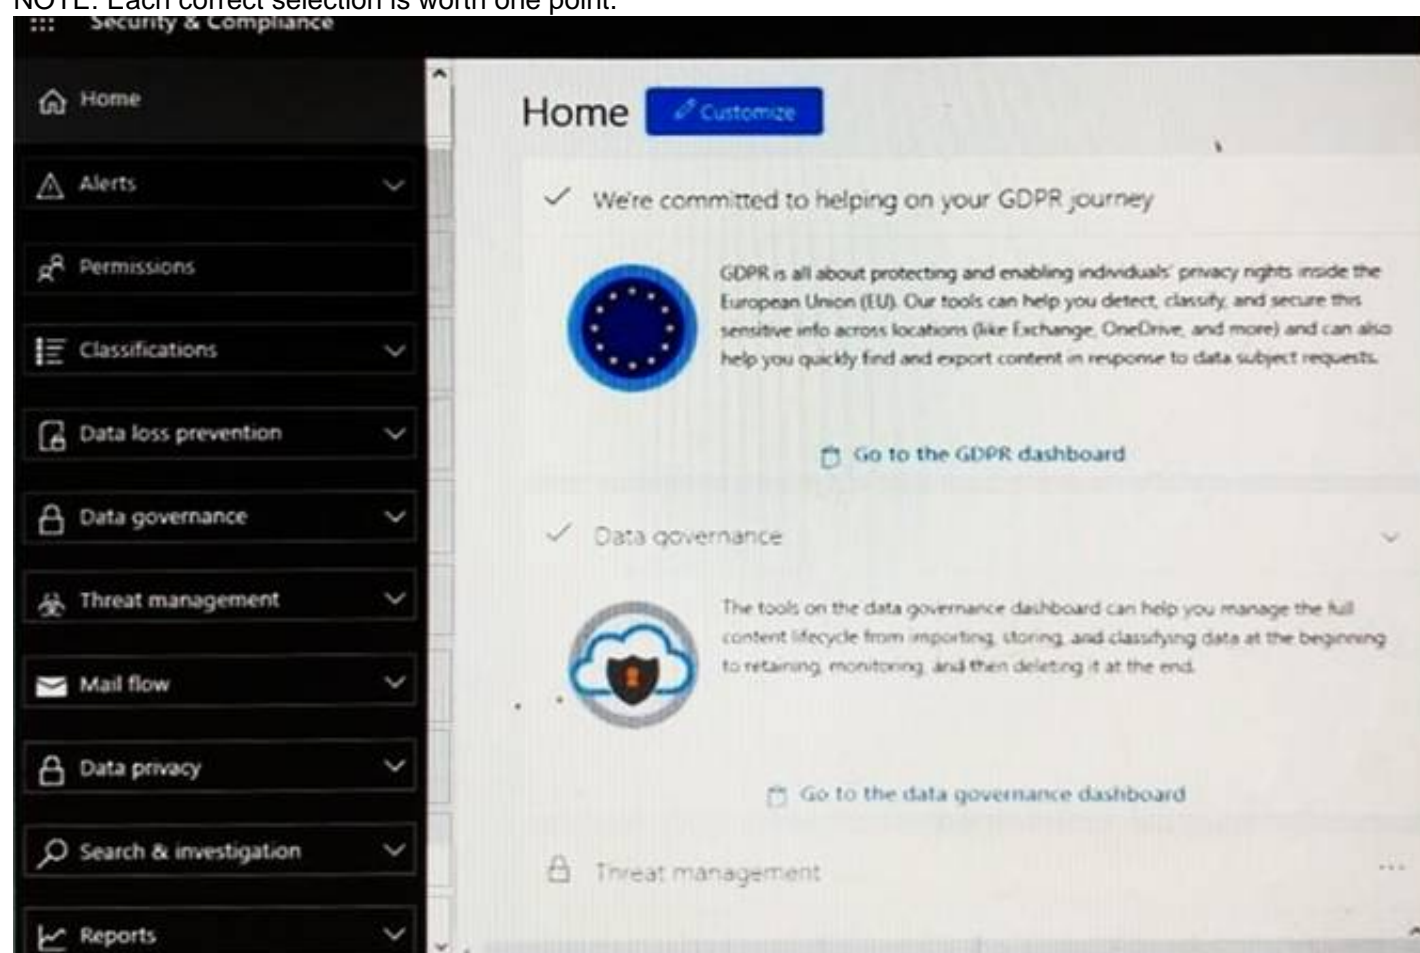 NOTE: Each correct selection is worth one point.
Security & Compliance
Home
Alerts
Permissions
Classifications
Data loss prevention
Data governance
Threat management
Mail flow
Data privacy
Search & investigation
Reports
Home
Customize
We're committed to helping on your GDPR journey
GDPR is all about protecting and enabling individuals' privacy rights inside the
European Union (EU). Our tools can help you detect, classify, and secure this
sensitive info across locations (like Exchange, OneDrive, and more) and can also
help you quickly find and export content in response to data subject requests.
Go to the GDPR dashboard
Data governance
The tools on the data governance dashboard can help you manage the full
content lifecycle from importing, storing, and classifying data at the beginning
to retaining, monitoring, and then deleting it at the end.
Go to the data governance dashboard
Threat management